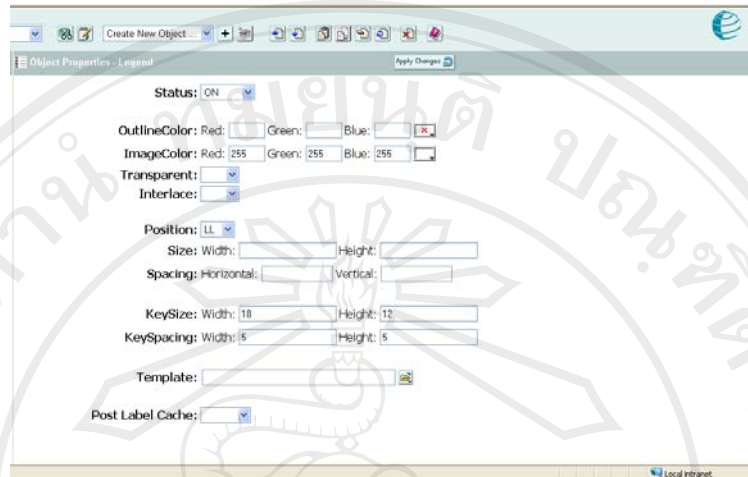 Create New Object ...
Object Properties - Legend Apply Changes
Status: ON
OutlineColor: Red: Green: Blue:
ImageColor: Red: 255 Green: 255 Blue: 255
Transparent:
Interlace:
Position: LL
Size: Width: Height:
Spacing: Horizontal: Vertical:
KeySize: Width: 18 Height: 12
KeySpacing: Width: 5 Height: 5
Template:
Post Label Cache:
Local intranet